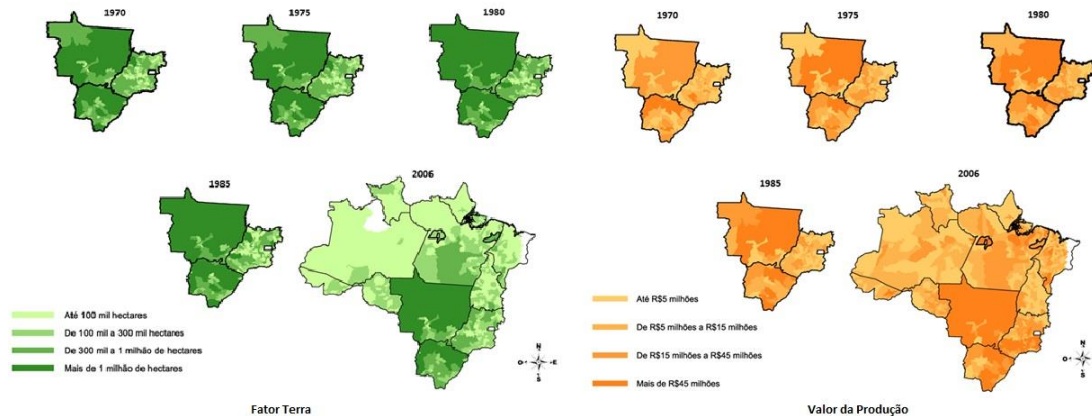 1970
1975
1980
1970
1975
1980
1985
2006
1985
2006
Até 100 mil hectares
De 100 mil a 300 mil hectares
De 300 mil a 1 milhão de hectares
Mais de 1 milhão de hectares
N
O
E
S
Até R$5 milhões
De R$5 milhões a R$15 milhões
De R$15 milhões a R$45 milhões
Mais de R$45 milhões
N
O
E
S
Fator Terra
Valor da Produção